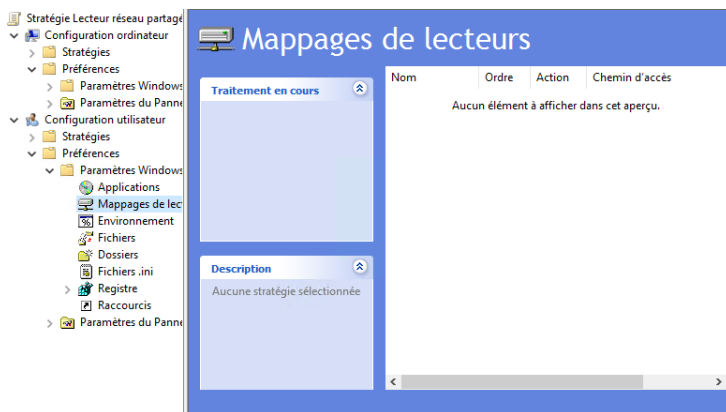 Stratégie Lecteur réseau partagé
Configuration ordinateur
Stratégies
Préférences
Paramètres Windows
Paramètres du Panne
Configuration utilisateur
Stratégies
Préférences
Paramètres Windows
Applications
Mappages de lec
Environnement
Fichiers
Dossiers
Fichiers .ini
Registre
Raccourcis
Paramètres du Panne
Mappages de lecteurs
Traitement en cours
Description
Aucune stratégie sélectionnée
Nom Ordre Action Chemin d'accès
Aucun élément à afficher dans cet aperçu.